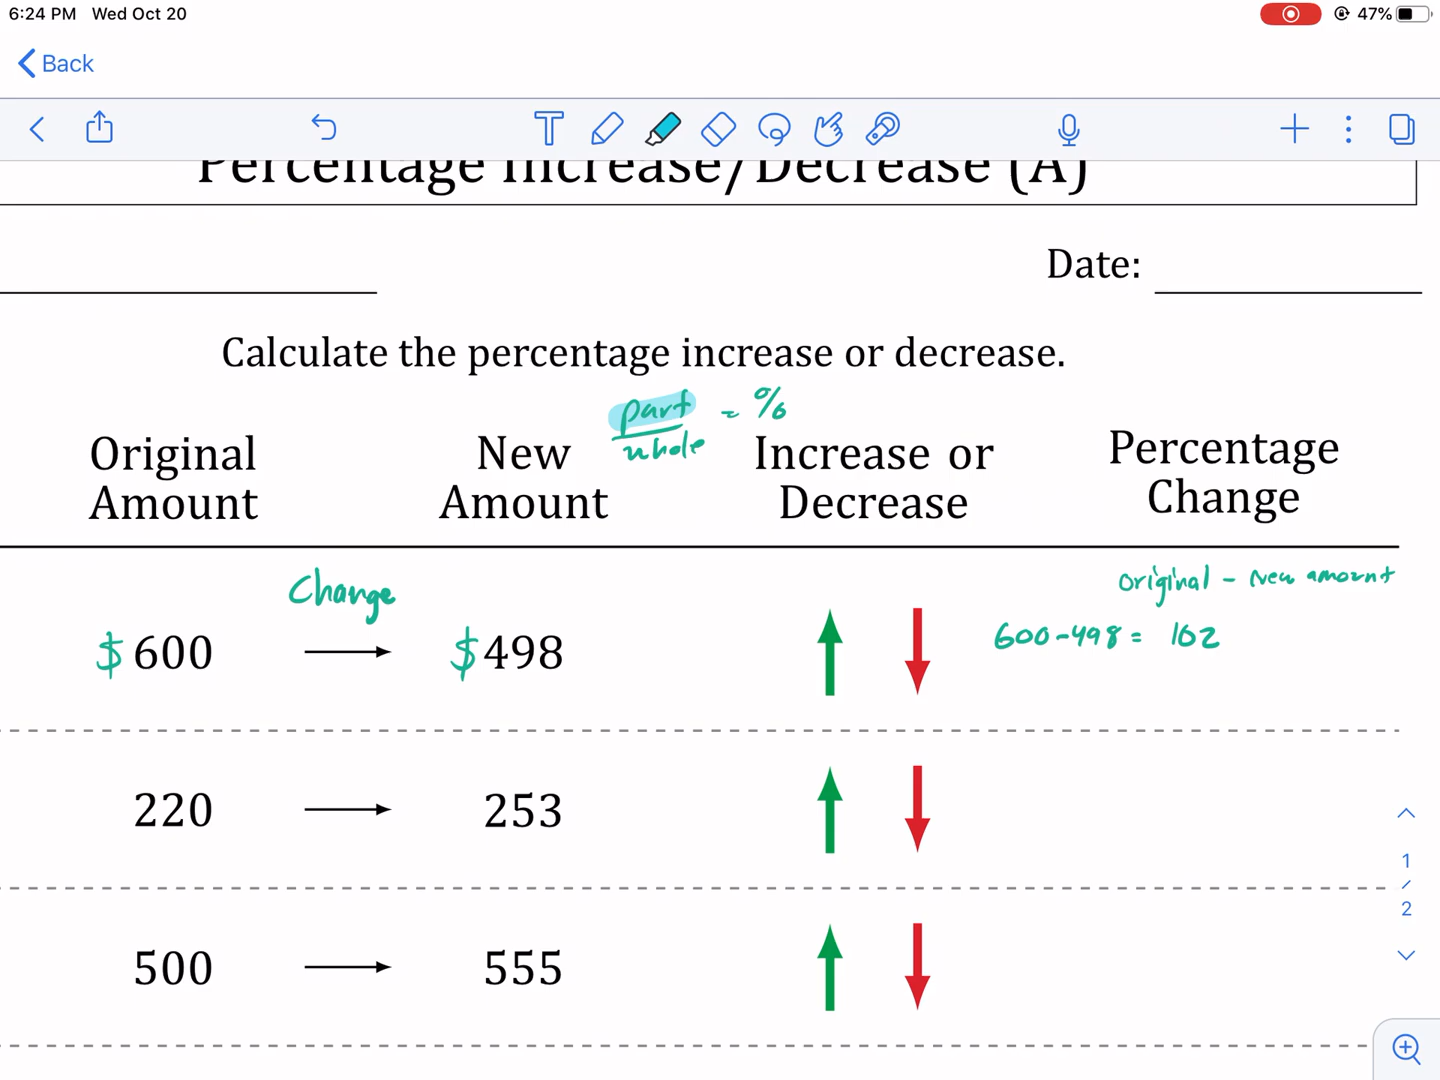 6:24 PM Wed Oct 20
47%
Back
Percentage Increase/Decrease (A)
Date:
Calculate the percentage increase or decrease.
part = %
whole
Original New Increase or Percentage
Amount Amount Decrease Change
Change
Original - New amount
$600 $498 600-498 = 102
220 253
500 555
1
/
2